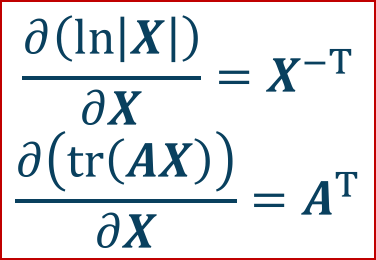 ∂(ln|X|)/∂X = X^{-T}
∂(tr(AX))/∂X = A^T